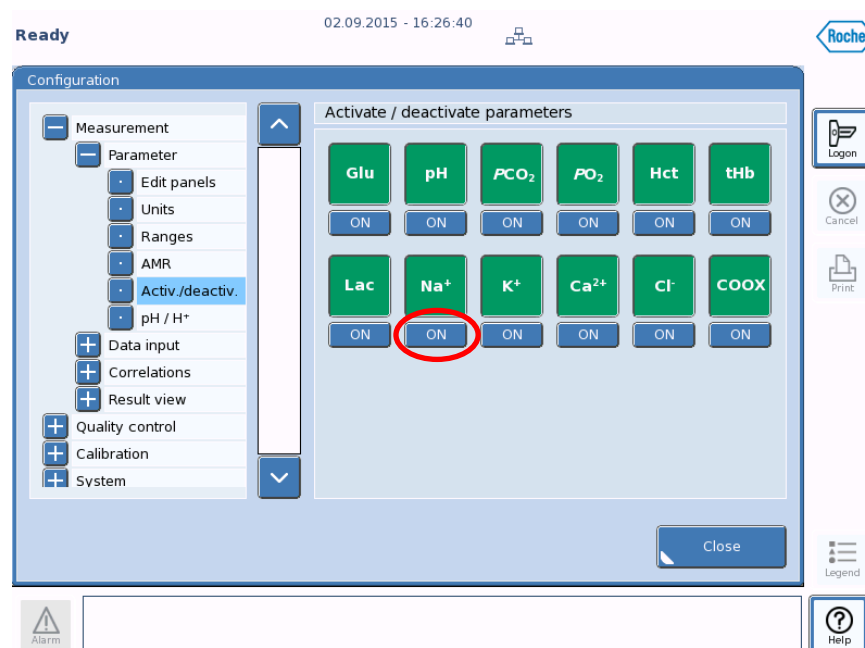 Ready
02.09.2015 - 16:26:40
Roche
Configuration
Measurement
Parameter
Edit panels
Units
Ranges
AMR
Activ./deactiv.
pH / H⁺
Data input
Correlations
Result view
Quality control
Calibration
System
Activate / deactivate parameters
Glu pH PCO₂ PO₂ Hct tHb
ON ON ON ON ON ON
Lac Na⁺ K⁺ Ca²⁺ Cl⁻ COOX
ON ON ON ON ON ON
Close
Logon
Cancel
Print
Legend
Alarm
Help